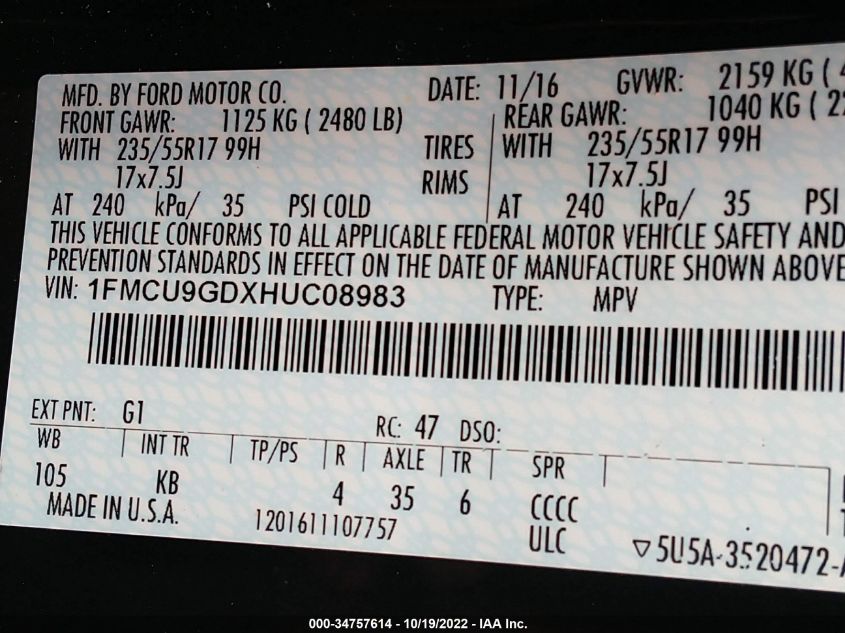 MFD. BY FORD MOTOR CO. DATE: 11/16 GVWR: 2159 KG (
FRONT GAWR: 1125 KG ( 2480 LB) REAR GAWR: 1040 KG (
WITH 235/55R17 99H TIRES WITH 235/55R17 99H
17x7.5J RIMS 17x7.5J
AT 240 kPa/ 35 PSI COLD AT 240 kPa/ 35 PSI
THIS VEHICLE CONFORMS TO ALL APPLICABLE FEDERAL MOTOR VEHICLE SAFETY AND
PREVENTION STANDARDS IN EFFECT ON THE DATE OF MANUFACTURE SHOWN ABOVE
VIN: 1FMCU9GDXHUC08983 TYPE: MPV
EXT PNT: G1 RC: 47 DSO:
WB INT TR TP/PS R AXLE TR SPR
105 KB 4 35 6 CCCC
MADE IN U.S.A. 1201611107757 ULC ▽5U5A-3520472-
000-34757614 - 10/19/2022 - IAA Inc.